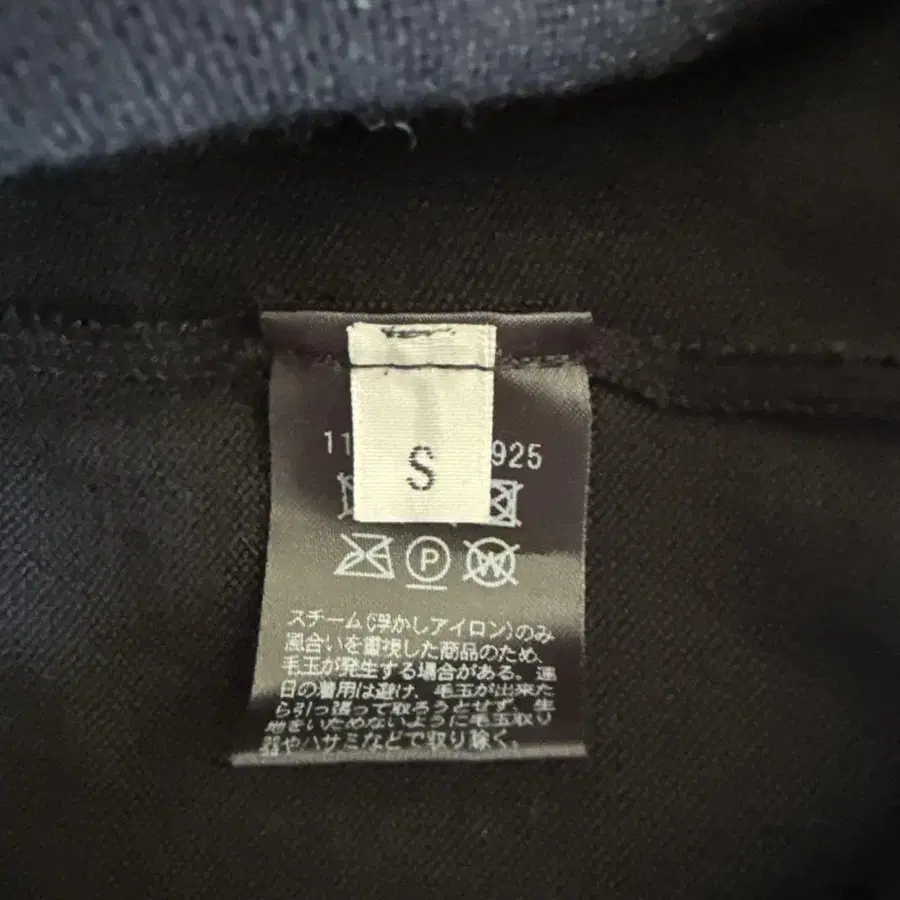 11 925
S
P
W
スチーム(浮かしアイロン)のみ
風合いを重視した商品のため、
毛玉が発生する場合がある。連
日の着用は避け、毛玉が出来た
ら引っ張って取ろうとせず、生
地をいためないように毛玉取り
器やハサミなどで取り除く。